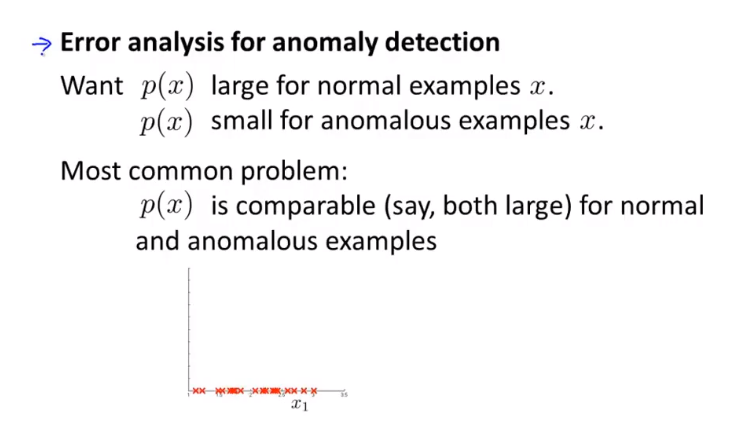 → Error analysis for anomaly detection
Want p(x) large for normal examples x.
p(x) small for anomalous examples x.
Most common problem:
p(x) is comparable (say, both large) for normal
and anomalous examples
x₁